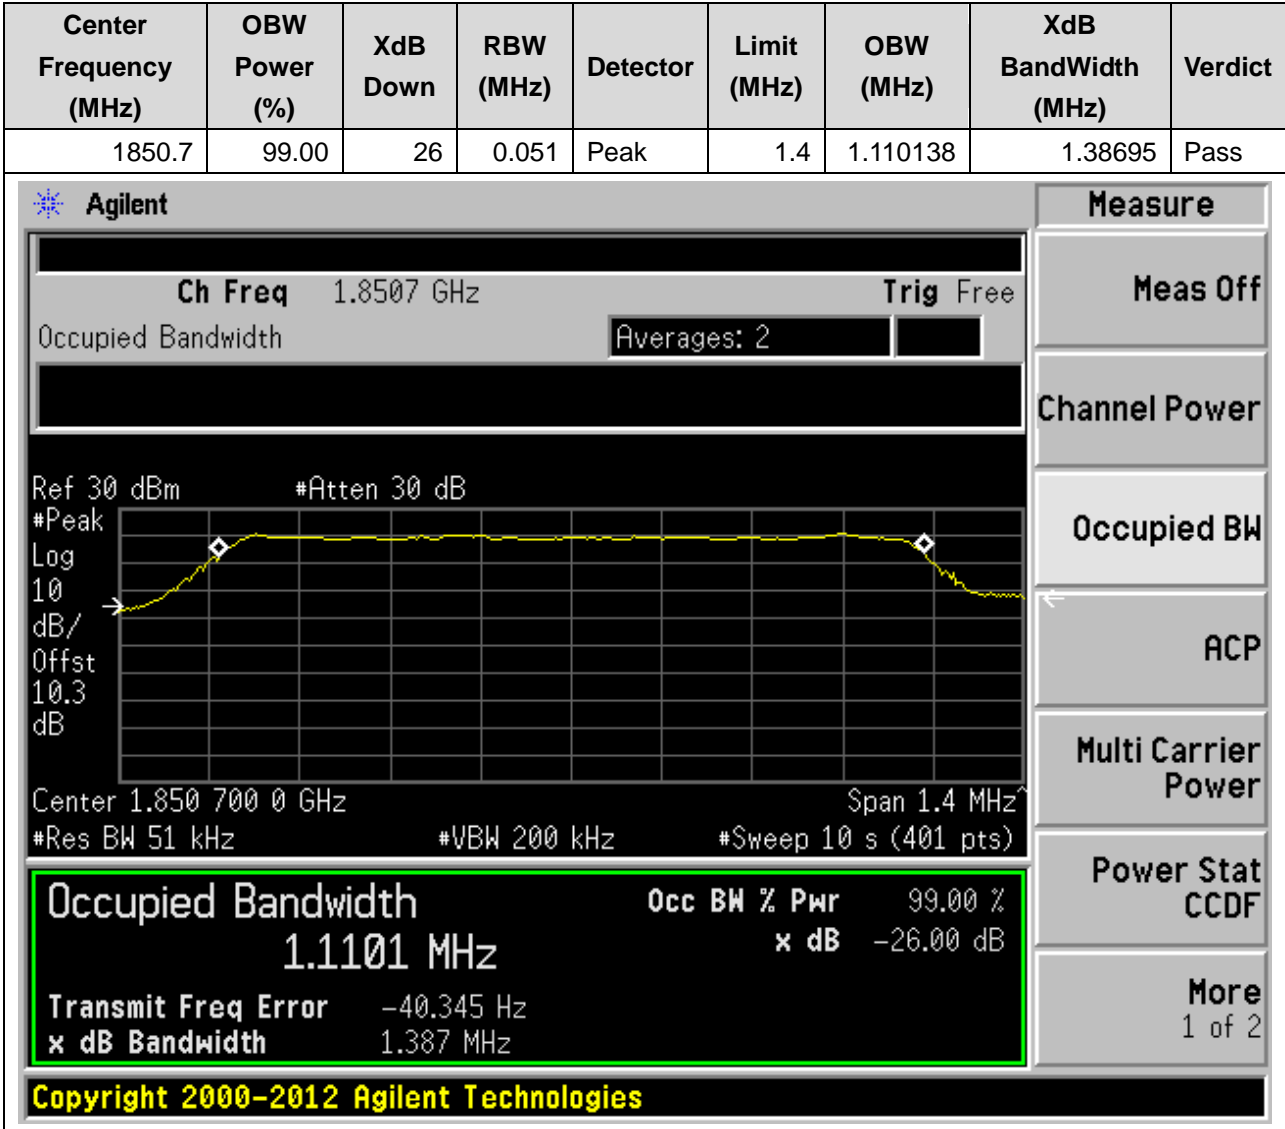 Center Frequency (MHz) OBW Power (%) XdB Down RBW (MHz) Detector Limit (MHz) OBW (MHz) XdB BandWidth (MHz) Verdict
1850.7 99.00 26 0.051 Peak 1.4 1.110138 1.38695 Pass
Agilent
Measure
Ch Freq 1.8507 GHz Trig Free
Meas Off
Occupied Bandwidth Averages: 2
Channel Power
Ref 30 dBm #Atten 30 dB
#Peak
Log
10
dB/
Offst
10.3
dB
Occupied BW
ACP
Multi Carrier
Power
Center 1.850 700 0 GHz Span 1.4 MHz^
#Res BW 51 kHz #VBW 200 kHz #Sweep 10 s (401 pts)
Power Stat
CCDF
Occupied Bandwidth Occ BW % Pwr 99.00 %
1.1101 MHz x dB -26.00 dB
Transmit Freq Error -40.345 Hz
x dB Bandwidth 1.387 MHz
More
1 of 2
Copyright 2000-2012 Agilent Technologies